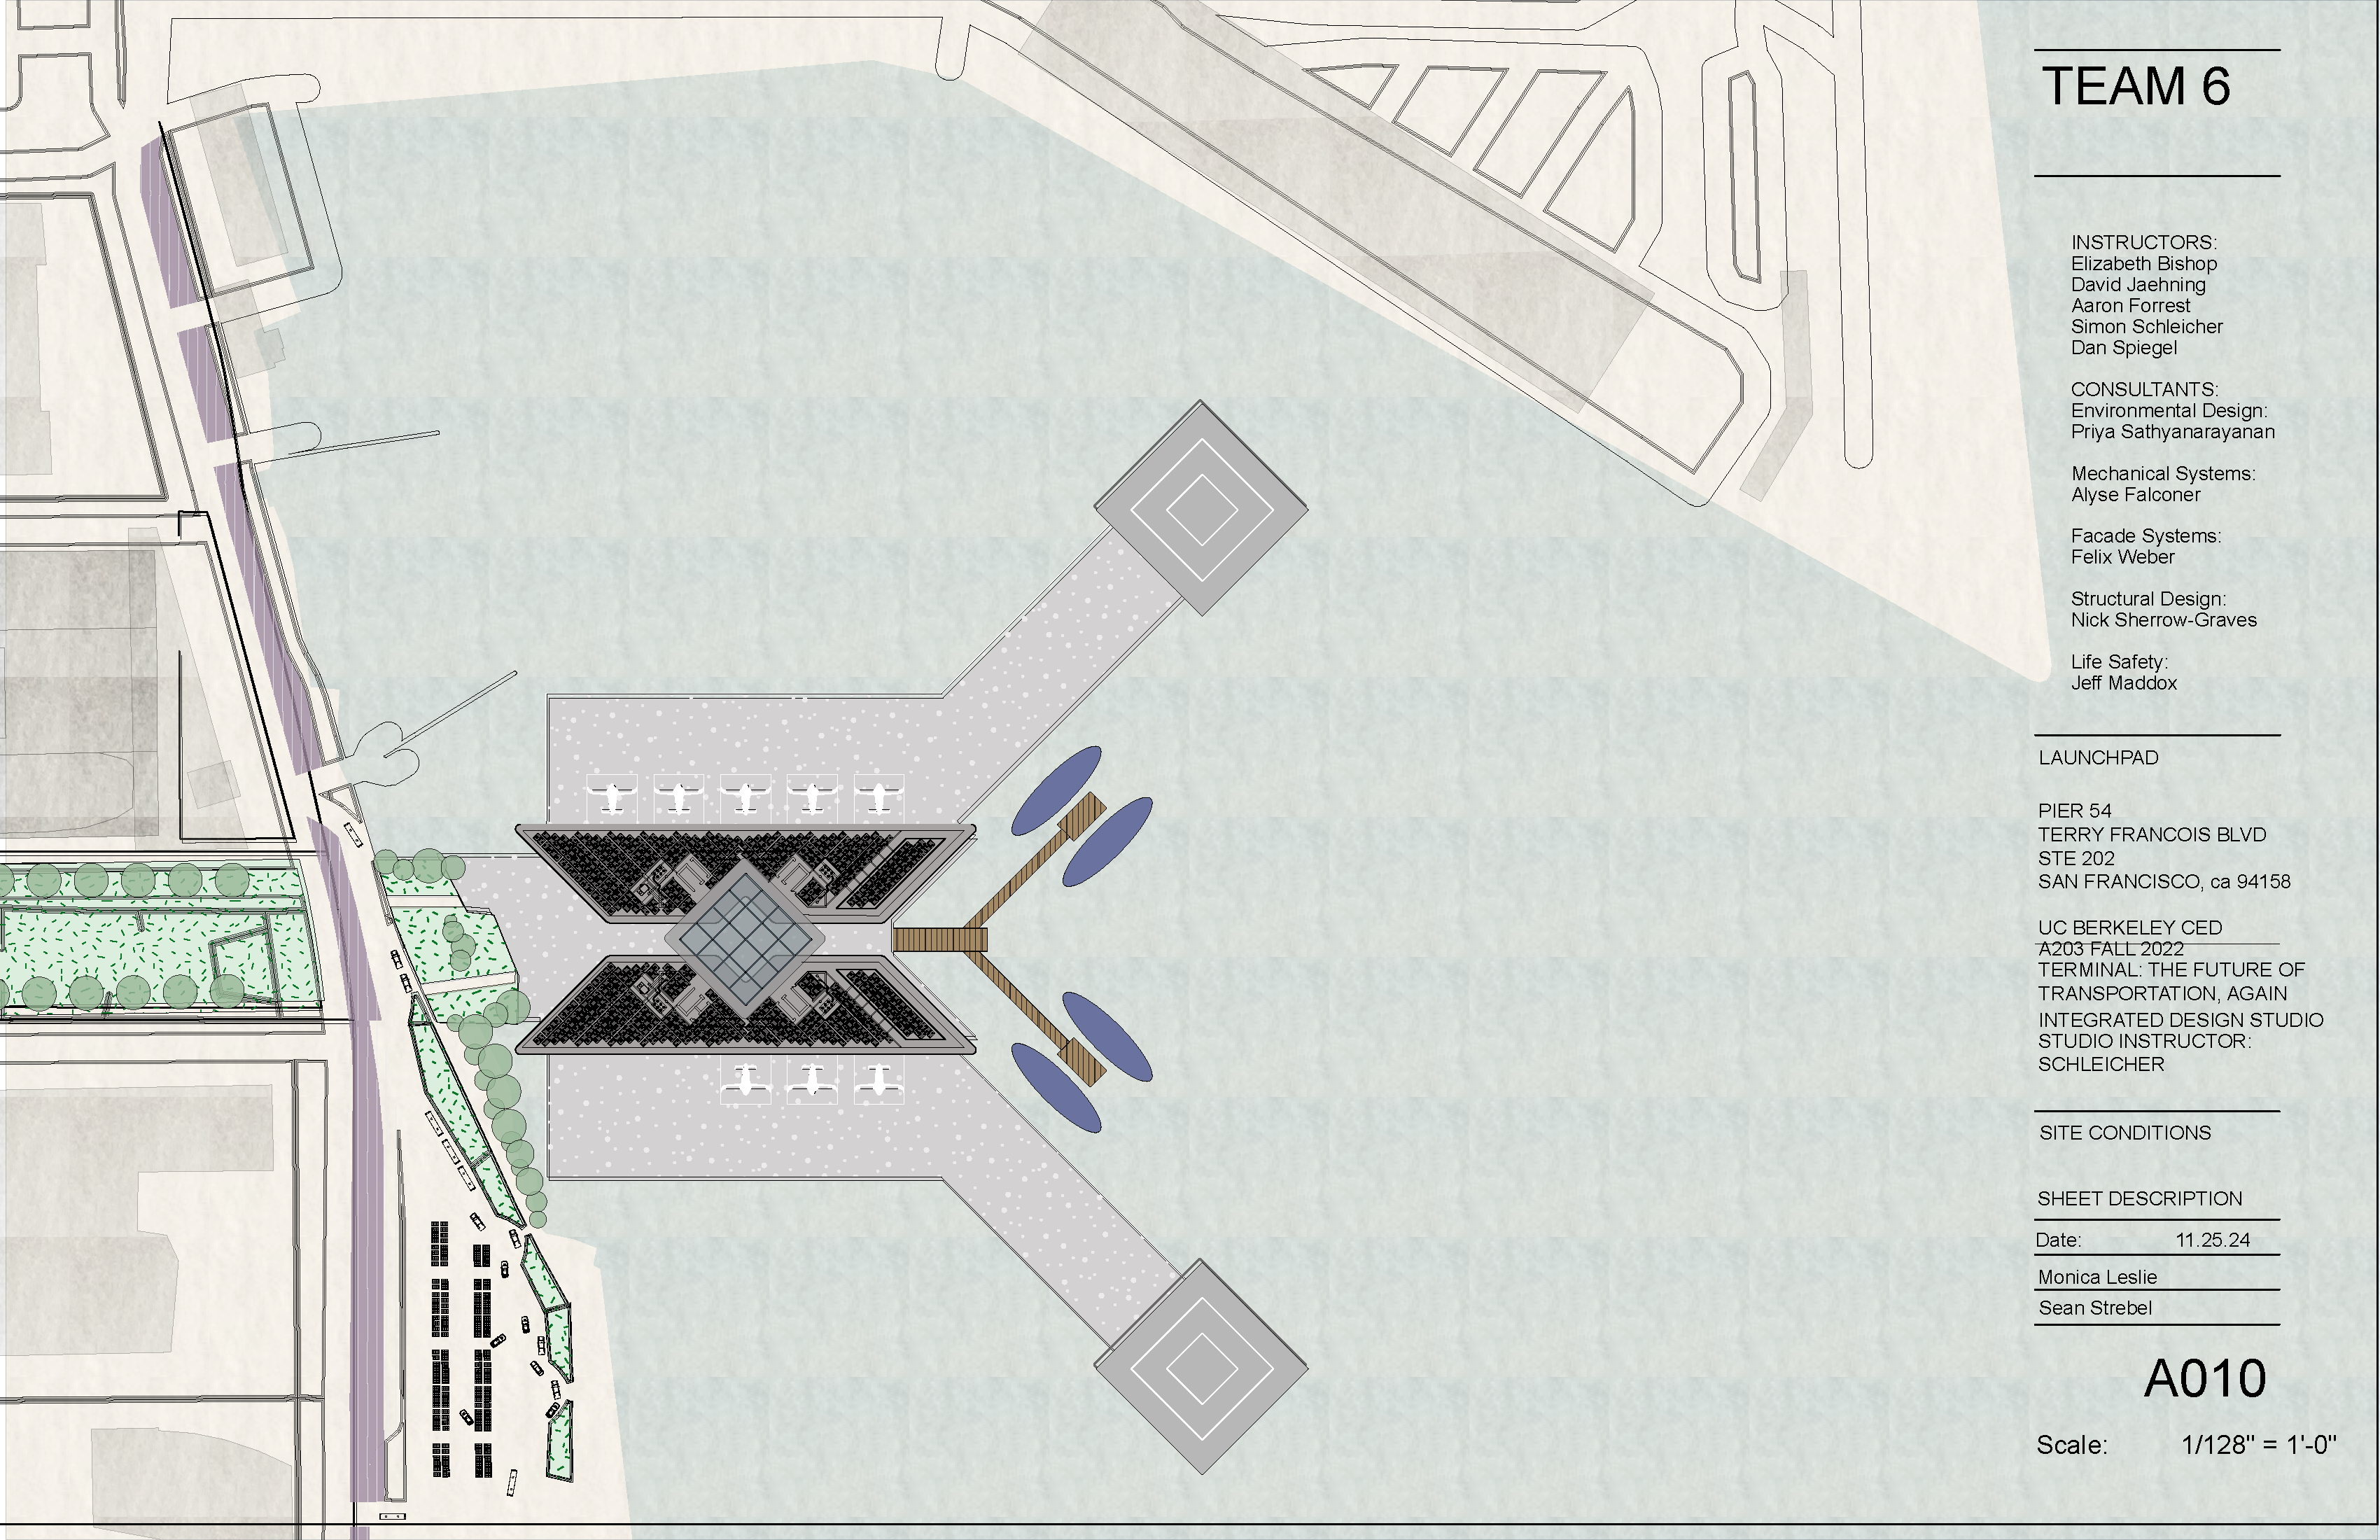 TEAM 6
INSTRUCTORS:
Elizabeth Bishop
David Jaehning
Aaron Forrest
Simon Schleicher
Dan Spiegel
CONSULTANTS:
Environmental Design:
Priya Sathyanarayanan
Mechanical Systems:
Alyse Falconer
Facade Systems:
Felix Weber
Structural Design:
Nick Sherrow-Graves
Life Safety:
Jeff Maddox
LAUNCHPAD
PIER 54
TERRY FRANCOIS BLVD
STE 202
SAN FRANCISCO, ca 94158
UC BERKELEY CED
A203 FALL 2022
TERMINAL: THE FUTURE OF
TRANSPORTATION, AGAIN
INTEGRATED DESIGN STUDIO
STUDIO INSTRUCTOR:
SCHLEICHER
SITE CONDITIONS
SHEET DESCRIPTION
Date: 11.25.24
Monica Leslie
Sean Strebel
A010
Scale: 1/128" = 1'-0"